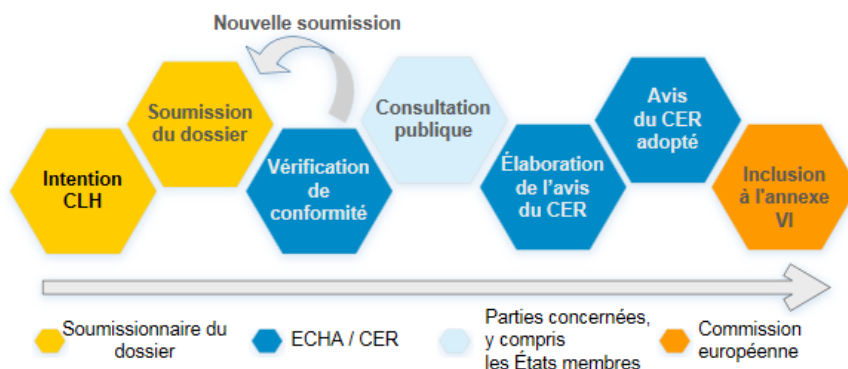 Nouvelle soumission
Intention
CLH
Soumission
du dossier
Vérification
de
conformité
Consultation
publique
Élaboration
de l'avis
du CER
Avis
du CER
adopté
Inclusion
à l'annexe
VI
Soumissionnaire du
dossier
ECHA / CER
Parties concernées,
y compris
les États membres
Commission
européenne